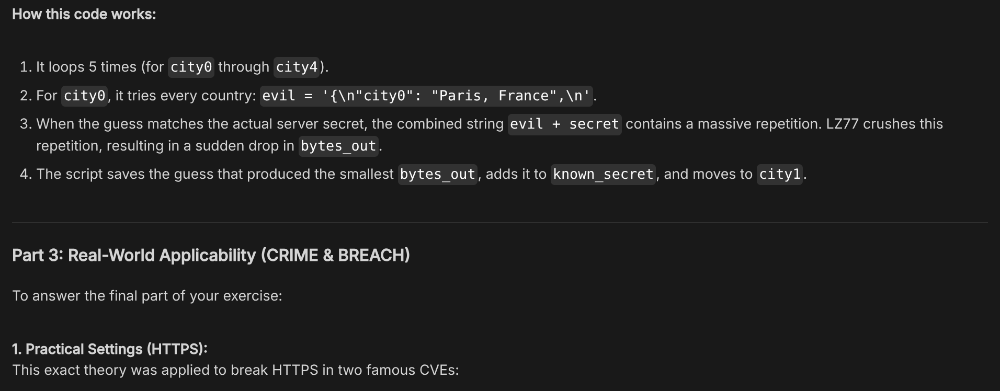 How this code works:
1. It loops 5 times (for city0 through city4).
2. For city0, it tries every country: evil = '{\n"city0": "Paris, France",\n'.
3. When the guess matches the actual server secret, the combined string evil + secret contains a massive repetition. LZ77 crushes this
repetition, resulting in a sudden drop in bytes_out.
4. The script saves the guess that produced the smallest bytes_out, adds it to known_secret, and moves to city1.
Part 3: Real-World Applicability (CRIME & BREACH)
To answer the final part of your exercise:
1. Practical Settings (HTTPS):
This exact theory was applied to break HTTPS in two famous CVEs: